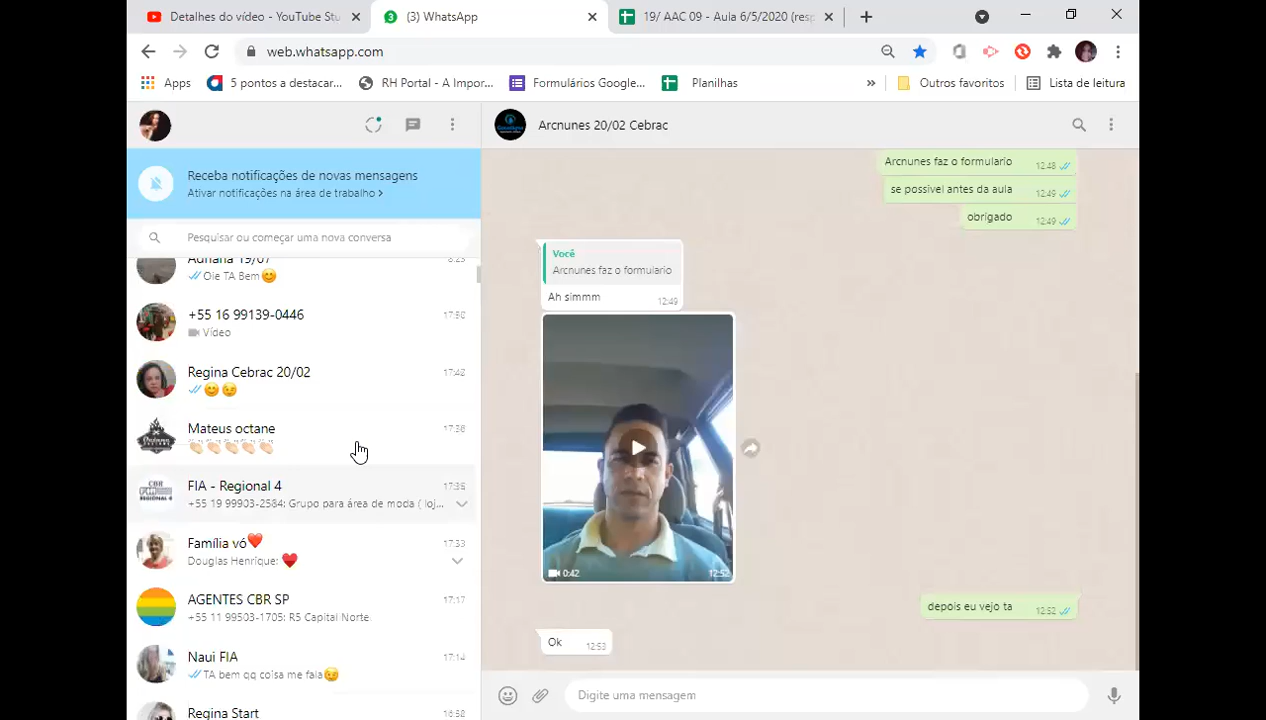 Detalhes do vídeo - YouTube Stu
3
(3) WhatsApp
19/ AAC 09 - Aula 6/5/2020 (resp
web.whatsapp.com
Apps
5 pontos a destacar...
RH Portal - A Impor...
Formulários Google...
Planilhas
»
Outros favoritos
Lista de leitura
Arcnunes 20/02 Cebrac
Receba notificações de novas mensagens
Ativar notificações na área de trabalho >
Pesquisar ou começar uma nova conversa
Adriana 19/07
8:23
Oie TA Bem😊
+55 16 99139-0446
17:50
Vídeo
Regina Cebrac 20/02
17:42
😊😉
Mateus octane
17:38
👏🏻👏🏻👏🏻👏🏻👏🏻
FIA - Regional 4
17:35
+55 19 99903-2584: Grupo para área de moda ( loj...
Família vó❤️
17:33
Douglas Henrique: ❤️
AGENTES CBR SP
17:17
+55 11 99503-1705: R5 Capital Norte
Naui FIA
17:14
TA bem qq coisa me fala😉
Regina Start
16:52
Arcnunes faz o formulario
12:48
se possivel antes da aula
12:49
obrigado
12:49
Você
Arcnunes faz o formulario
Ah simmm
12:49
0:42
12:52
depois eu vejo ta
12:52
Ok
12:53
Digite uma mensagem